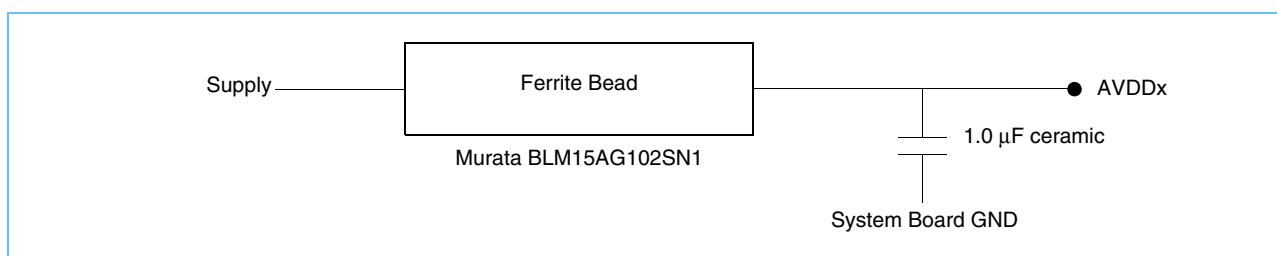 Supply
Ferrite Bead
AVDDx
1.0 μF ceramic
Murata BLM15AG102SN1
System Board GND